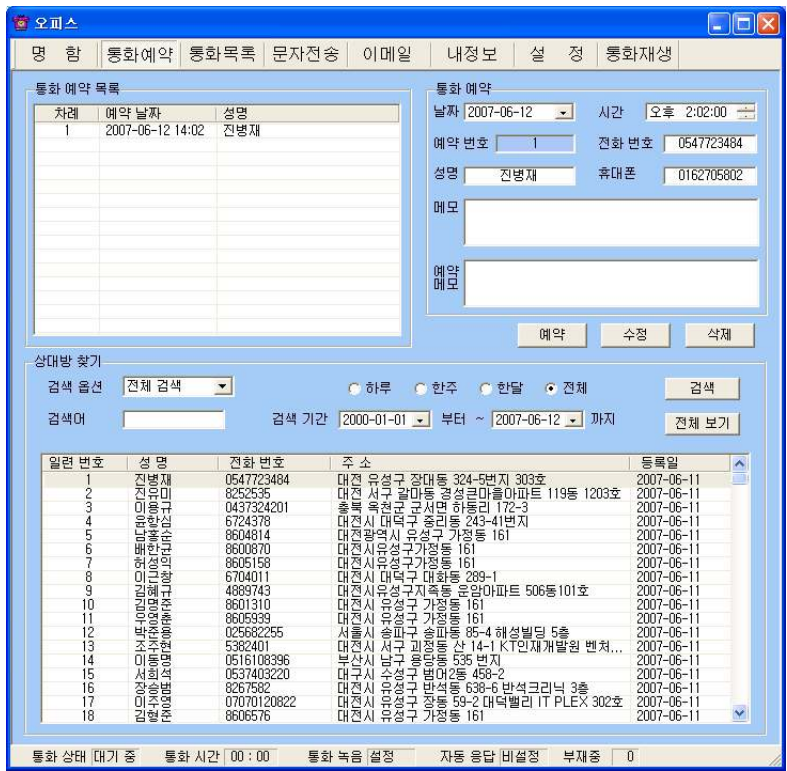 오피스
명 함 통화예약 통화목록 문자전송 이메일 내정보 설 정 통화재생
통화 예약 목록
차례 예약 날짜 성명
1 2007-06-12 14:02 진병재
통화 예약
날짜 2007-06-12 시간 오후 2:02:00
예약 번호 1 전화 번호 0547723484
성명 진병재 휴대폰 0162705802
메모
예약
메모
예약 수정 삭제
상대방 찾기
검색 옵션 전체 검색 하루 한주 한달 전체 검색
검색어 검색 기간 2000-01-01 부터 ~ 2007-06-12 까지 전체 보기
일련 번호 성 명 전화 번호 주 소 등록일
1 진병재 0547723484 대전 유성구 장대동 324-5번지 303호 2007-06-11
2 진유미 8252535 대전 서구 갈마동 경성큰마을아파트 119동 1203호 2007-06-11
3 이용규 0437324201 충북 옥천군 군서면 하동리 172-3 2007-06-11
4 윤항심 6724378 대전시 대덕구 중리동 243-41번지 2007-06-11
5 남홍순 8604814 대전광역시 유성구 가정동 161 2007-06-11
6 배한규 8600870 대전시유성구가정동 161 2007-06-11
7 허성익 8605158 대전시유성구가정동 161 2007-06-11
8 이근창 6704011 대전시 대덕구 대화동 289-1 2007-06-11
9 김혜규 4889743 대전시유성구지족동 운암아파트 506동101호 2007-06-11
10 김명준 8601310 대전시 유성구 가정동 161 2007-06-11
11 우영춘 8605939 대전시 유성구 가정동 161 2007-06-11
12 박준용 025682255 서울시 송파구 송파동 85-4 해성빌딩 5층 2007-06-11
13 조주현 5382401 대전시 서구 괴정동 산 14-1 KT인재개발원 벤처... 2007-06-11
14 이동명 0516108396 부산시 남구 용당동 535 번지 2007-06-11
15 서희석 0537403220 대구시 수성구 범어2동 458-2 2007-06-11
16 장승범 8267582 대전시 유성구 반석동 638-6 반석크리닉 3층 2007-06-11
17 이주영 07070120822 대전시 유성구 장동 59-2 대덕밸리 IT PLEX 302호 2007-06-11
18 김형준 8606576 대전시 유성구 가정동 161 2007-06-11
통화 상태 대기 중 통화 시간 00 : 00 통화 녹음 설정 자동 응답 비설정 부재중 0